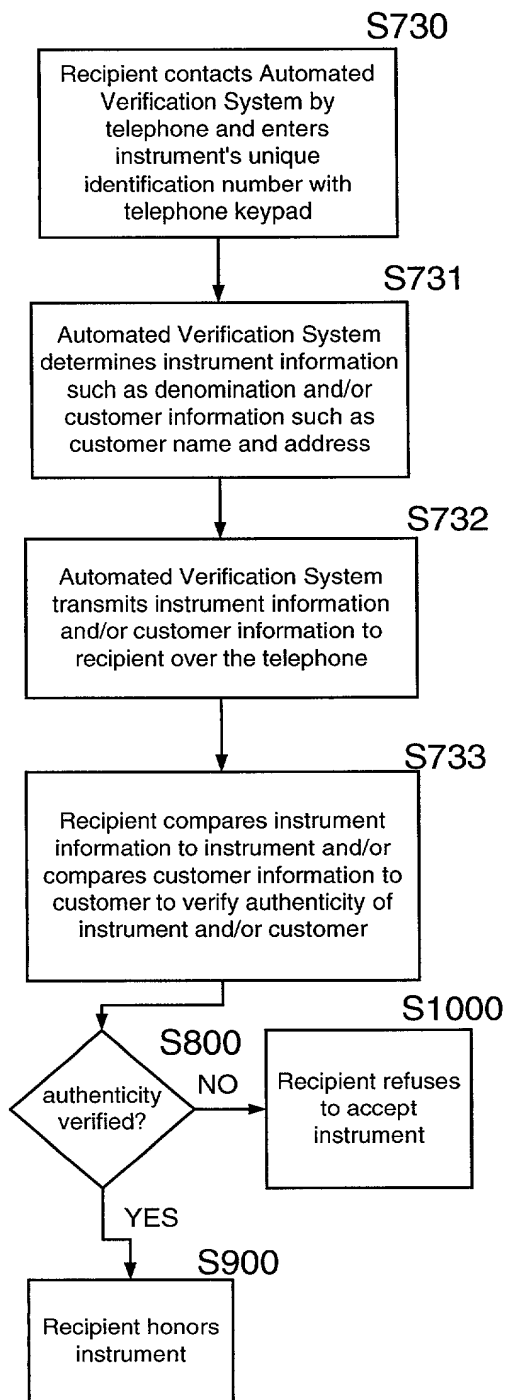 S730
Recipient contacts Automated
Verification System by
telephone and enters
instrument's unique
identification number with
telephone keypad
S731
Automated Verification System
determines instrument information
such as denomination and/or
customer information such as
customer name and address
S732
Automated Verification System
transmits instrument information
and/or customer information to
recipient over the telephone
S733
Recipient compares instrument
information to instrument and/or
compares customer information to
customer to verify authenticity of
instrument and/or customer
S800
authenticity
verified?
NO
S1000
Recipient refuses
to accept
instrument
YES
S900
Recipient honors
instrument